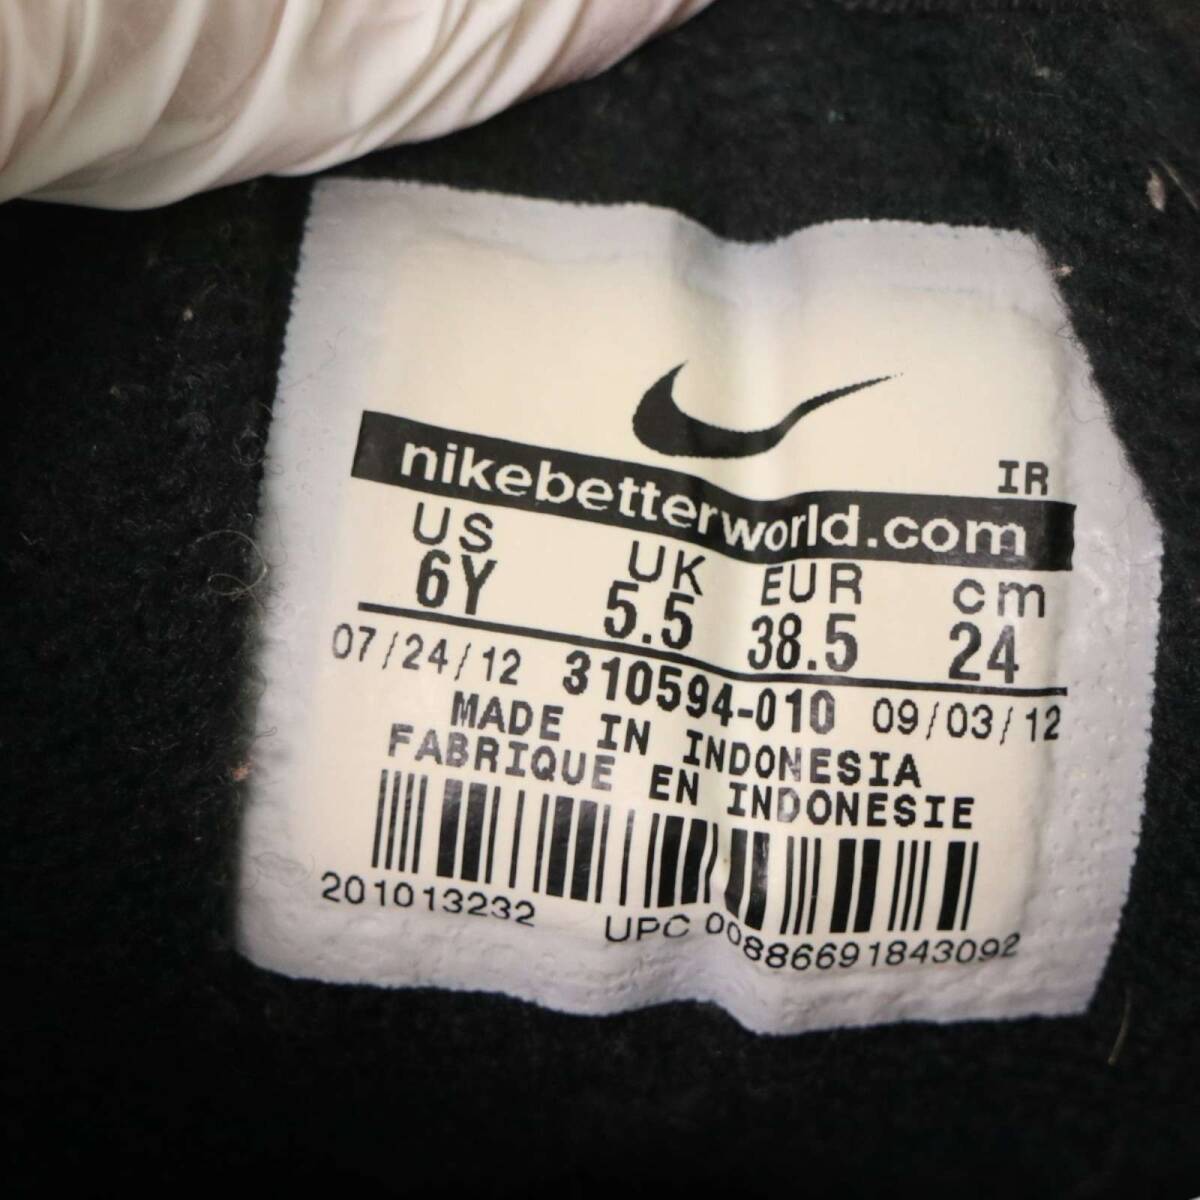 IR
nikebetterworld.com
US UK EUR cm
6Y 5.5 38.5 24
07/24/12 310594-010 09/03/12
MADE IN INDONESIA
FABRIQUE EN INDONESIE
201013232 UPC 00886691843092